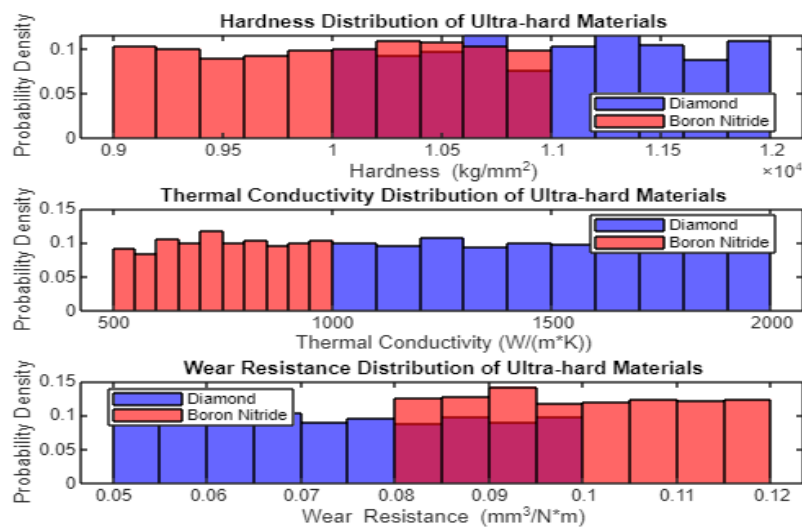 Hardness Distribution of Ultra-hard Materials
Probability Density
0.1
0.05
0
Diamond
Boron Nitride
0.9 0.95 1 1.05 1.1 1.15 1.2
Hardness (kg/mm²)
×10⁴
Thermal Conductivity Distribution of Ultra-hard Materials
Probability Density
0.15
0.1
0.05
0
Diamond
Boron Nitride
500 1000 1500 2000
Thermal Conductivity (W/(m*K))
Wear Resistance Distribution of Ultra-hard Materials
Probability Density
0.15
0.1
0.05
0
Diamond
Boron Nitride
0.05 0.06 0.07 0.08 0.09 0.1 0.11 0.12
Wear Resistance (mm³/N*m)